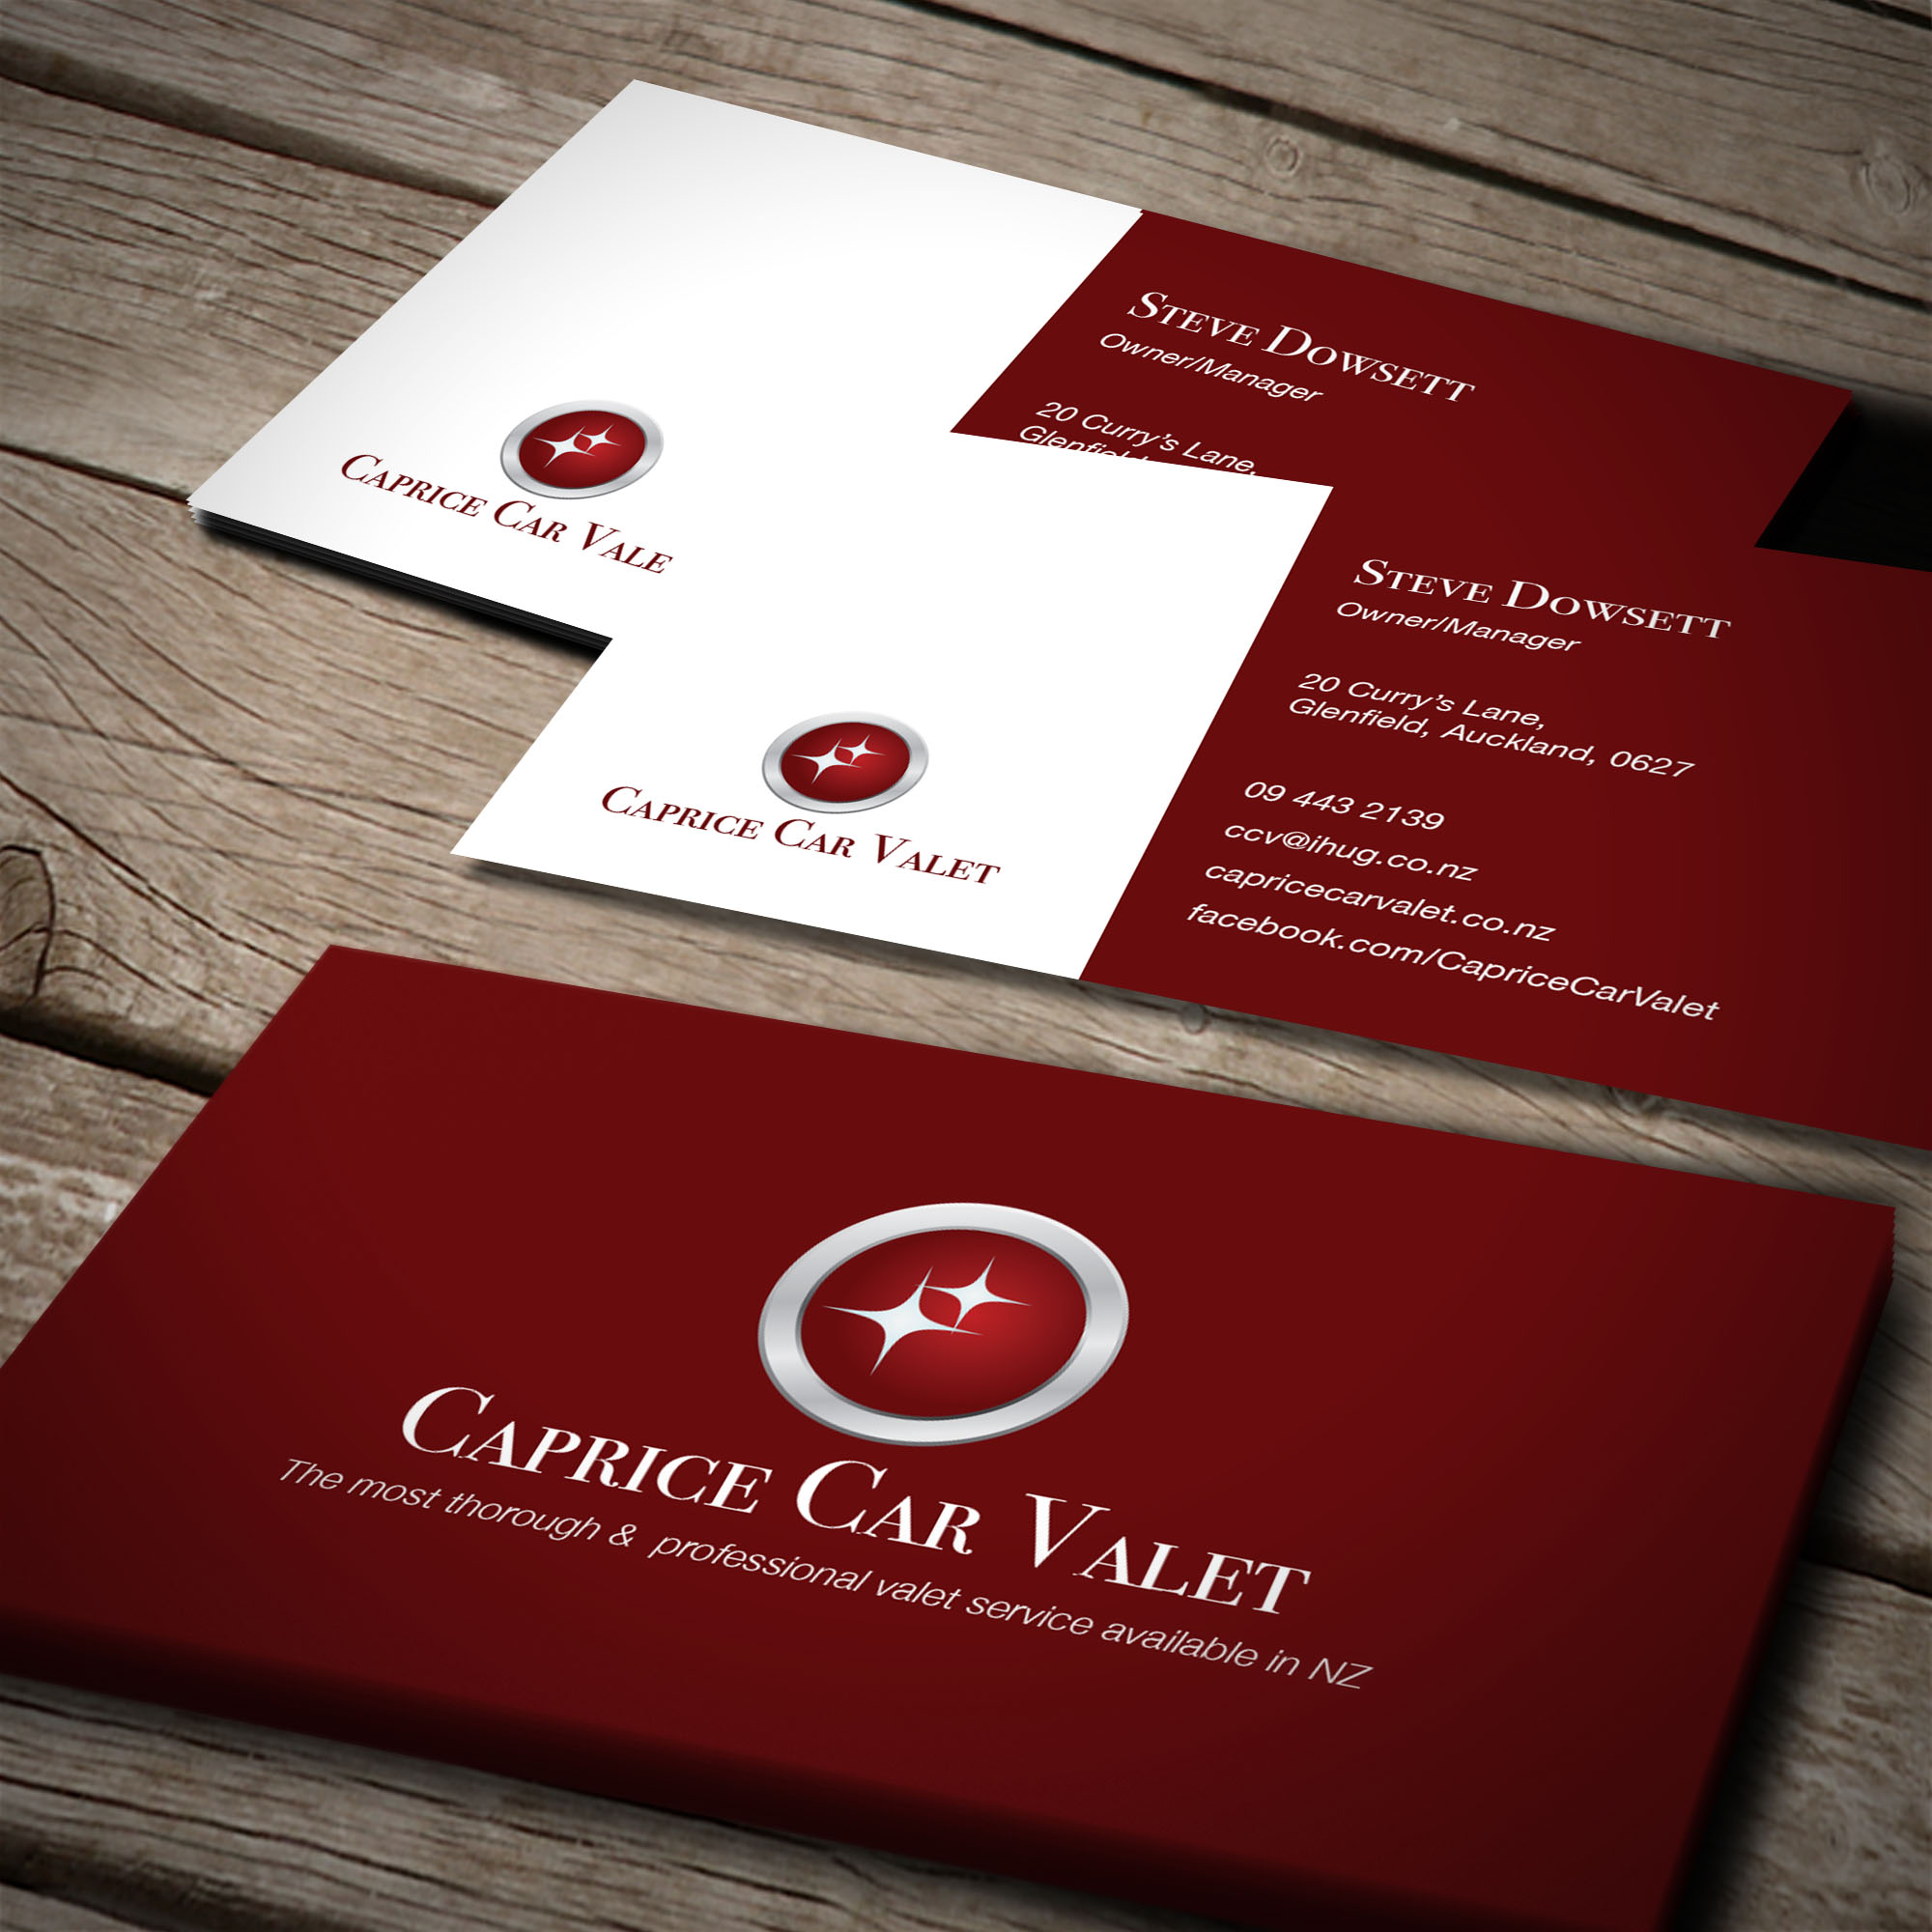 CAPRICE CAR VALE
STEVE DOWSETT
Owner/Manager
20 Curry's Lane,
Glenfield
CAPRICE CAR VALET
STEVE DOWSETT
Owner/Manager
20 Curry's Lane,
Glenfield, Auckland, 0627
09 443 2139
ccv@ihug.co.nz
capricecarvalet.co.nz
facebook.com/CapriceCarValet
CAPRICE CAR VALET
The most thorough & professional valet service available in NZ